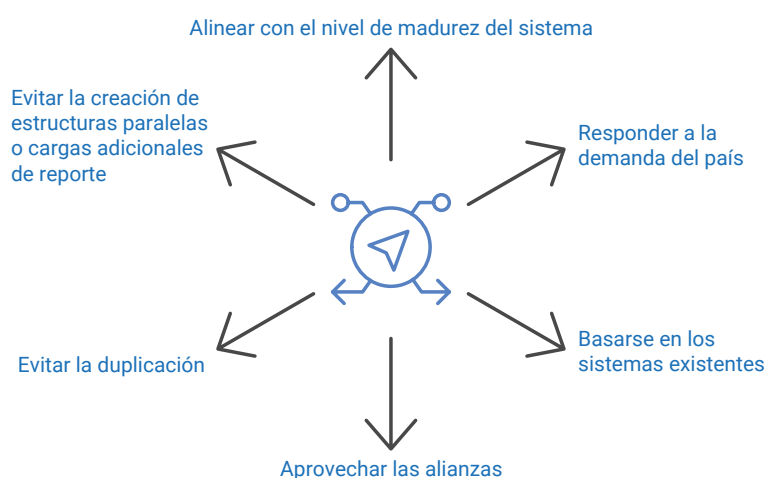 Alinear con el nivel de madurez del sistema
Evitar la creación de
estructuras paralelas
o cargas adicionales
de reporte
Responder a la
demanda del país
Evitar la duplicación
Basarse en los
sistemas existentes
Aprovechar las alianzas